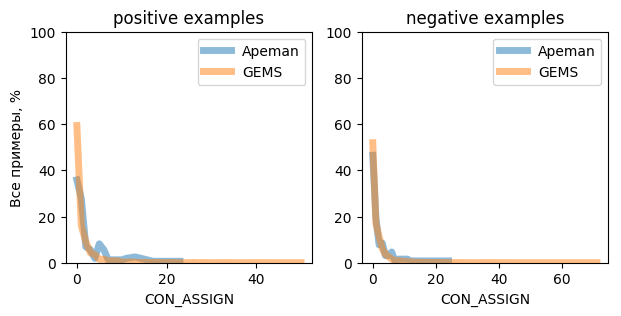 positive examples
negative examples
100
80
60
40
20
0
Все примеры, %
Apeman
GEMS
0
20
40
CON_ASSIGN
100
80
60
40
20
0
Apeman
GEMS
0
20
40
60
CON_ASSIGN